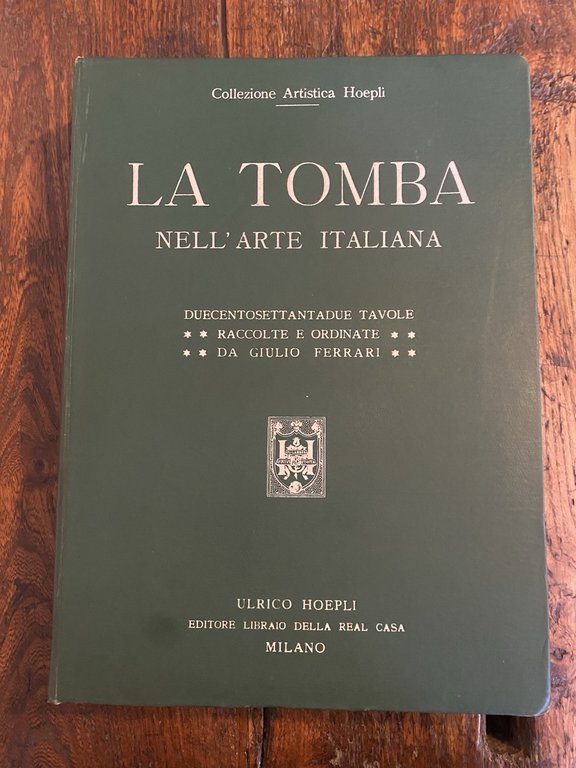 Collezione Artistica Hoepli
LA TOMBA
NELL'ARTE ITALIANA
DUECENTOSETTANTADUE TAVOLE
* * RACCOLTE E ORDINATE * *
* * DA GIULIO FERRARI * *
ULRICO HOEPLI
EDITORE LIBRAIO DELLA REAL CASA
MILANO